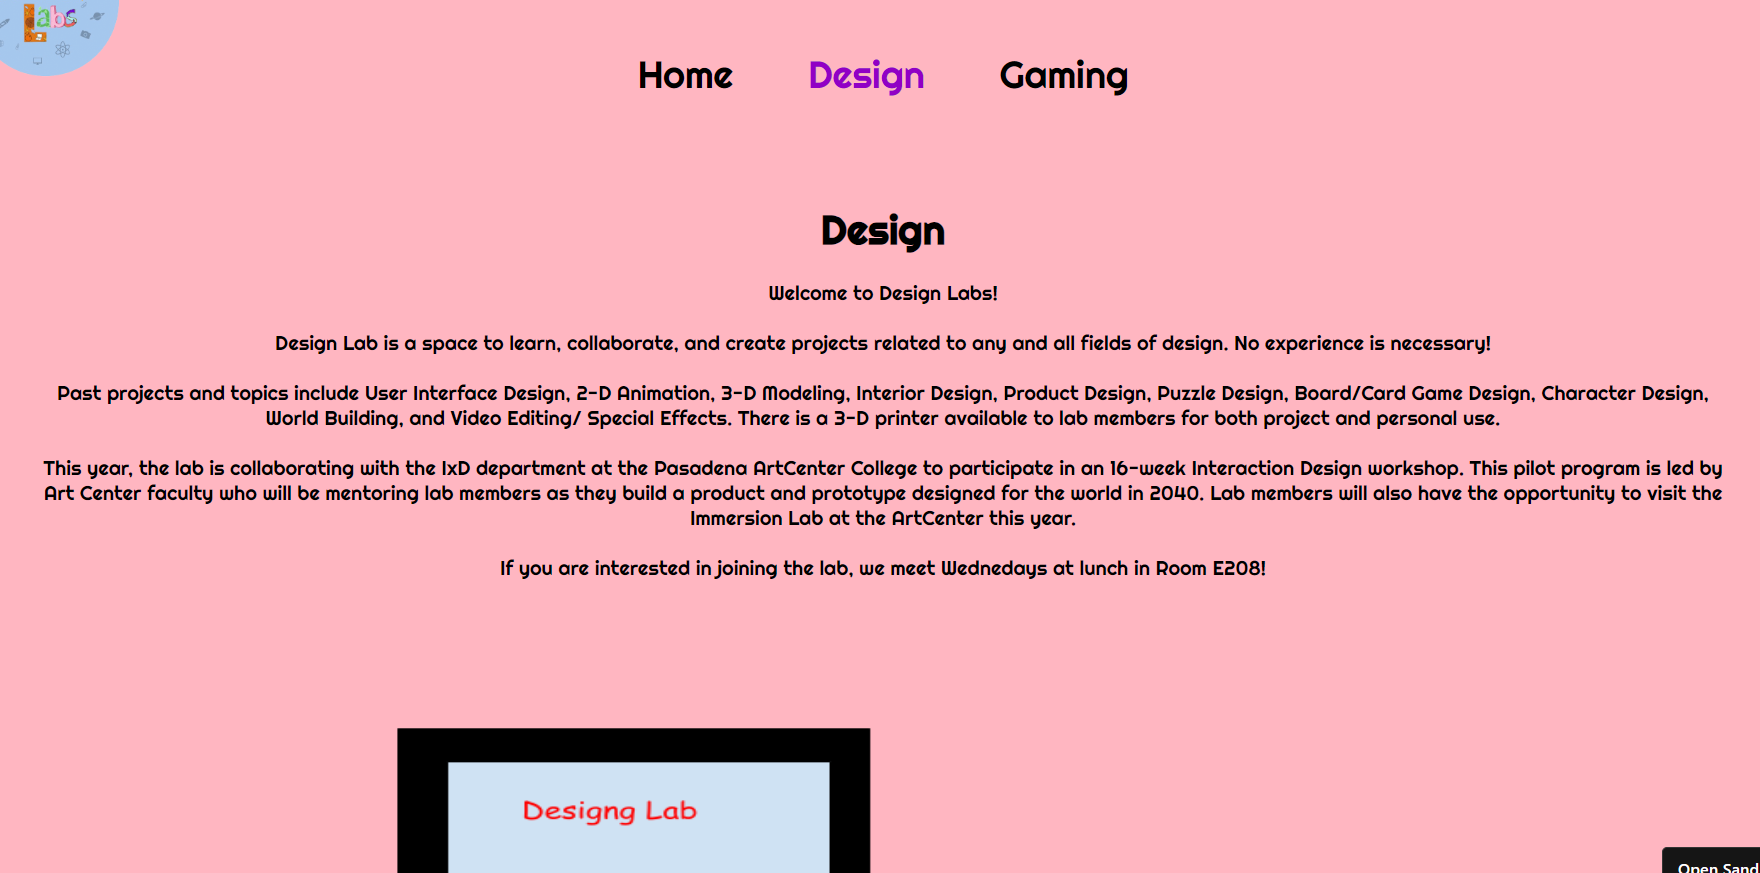 Labs
Home Design Gaming
Design
Welcome to Design Labs!
Design Lab is a space to learn, collaborate, and create projects related to any and all fields of design. No experience is necessary!
Past projects and topics include User Interface Design, 2-D Animation, 3-D Modeling, Interior Design, Product Design, Puzzle Design, Board/Card Game Design, Character Design,
World Building, and Video Editing/ Special Effects. There is a 3-D printer available to lab members for both project and personal use.
This year, the lab is collaborating with the IxD department at the Pasadena ArtCenter College to participate in an 16-week Interaction Design workshop. This pilot program is led by
Art Center faculty who will be mentoring lab members as they build a product and prototype designed for the world in 2040. Lab members will also have the opportunity to visit the
Immersion Lab at the ArtCenter this year.
If you are interested in joining the lab, we meet Wednedays at lunch in Room E208!
Designg Lab
Open Sand